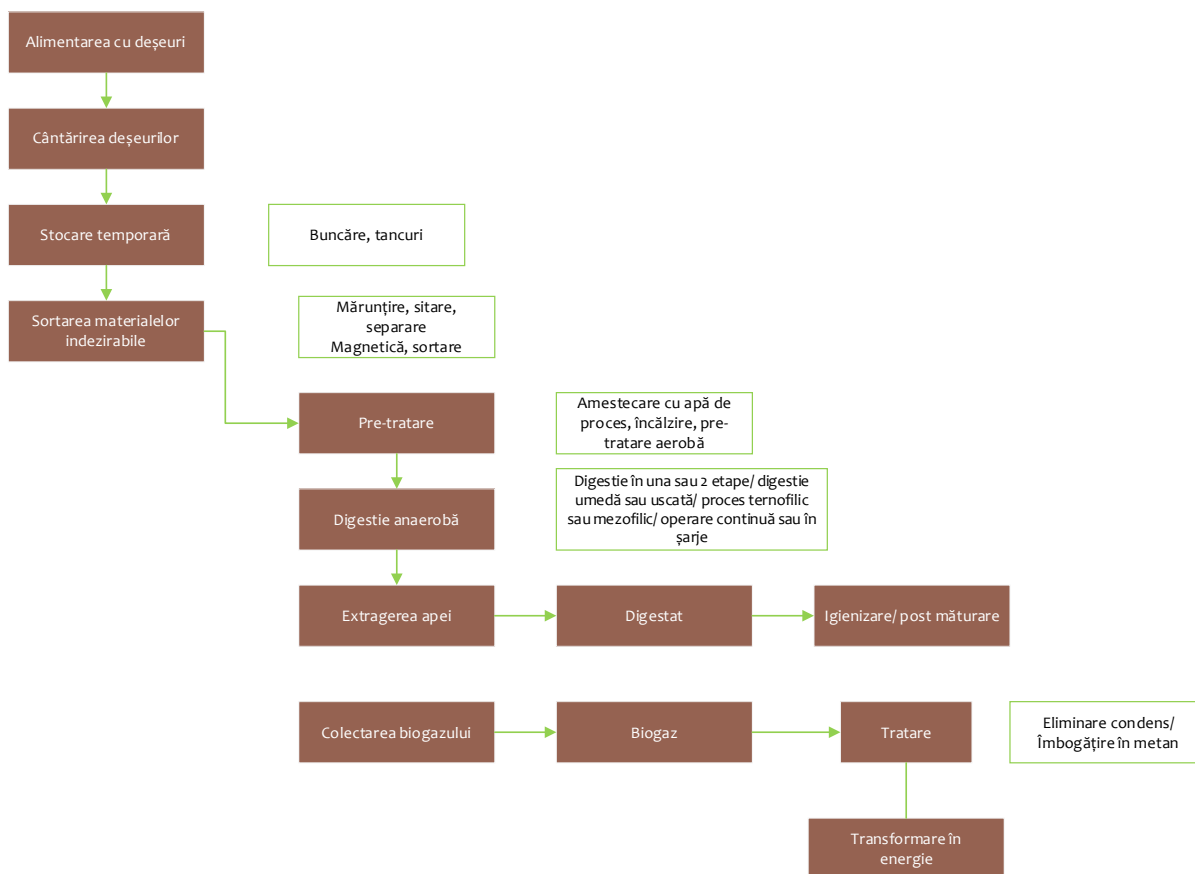 Alimentarea cu deșeuri
Cântărirea deșeurilor
Stocare temporară
Buncăre, tancuri
Sortarea materialelor
indezirabile
Mărunțire, sitare,
separare
Magnetică, sortare
Pre-tratare
Amestecare cu apă de
proces, încălzire, pre-
tratare aerobă
Digestie anaerobă
Digestie în una sau 2 etape/ digestie
umedă sau uscată/ proces ternofilic
sau mezofilic/ operare continuă sau în
șarje
Extragerea apei
Digestat
Igienizare/ post măturare
Colectarea biogazului
Biogaz
Tratare
Eliminare condens/
Îmbogățire în metan
Transformare în
energie